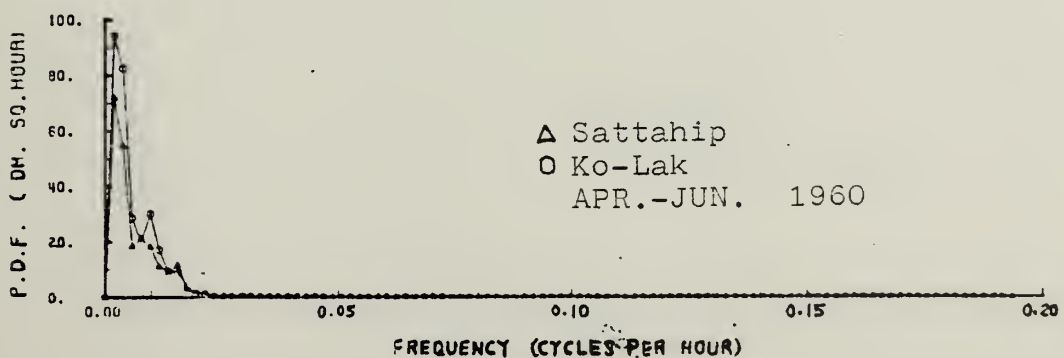 P.D.F. ( DM. SQ.HOUR)
100.
80.
60.
40.
20.
0.
△ Sattahip
O Ko-Lak
APR.-JUN. 1960
0.00 0.05 0.10 0.15 0.20
FREQUENCY (CYCLES PER HOUR)